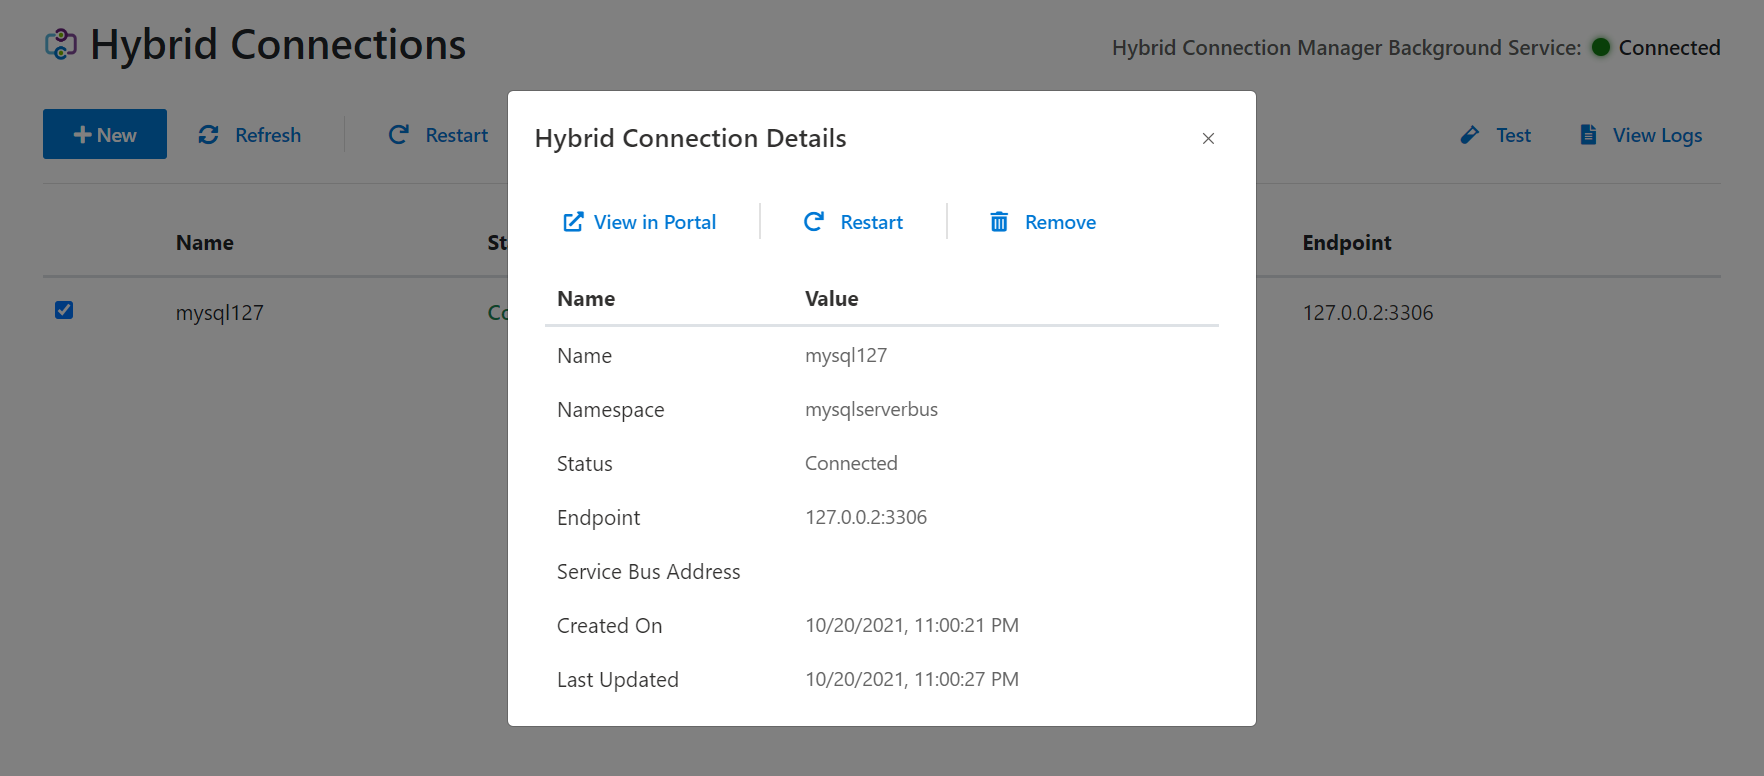 Hybrid Connections
Hybrid Connection Manager Background Service: Connected
New Refresh Restart Test View Logs
Hybrid Connection Details
View in Portal Restart Remove
Name Endpoint
mysql127 127.0.0.2:3306
Name Value
Name mysql127
Namespace mysqlserverbus
Status Connected
Endpoint 127.0.0.2:3306
Service Bus Address
Created On 10/20/2021, 11:00:21 PM
Last Updated 10/20/2021, 11:00:27 PM